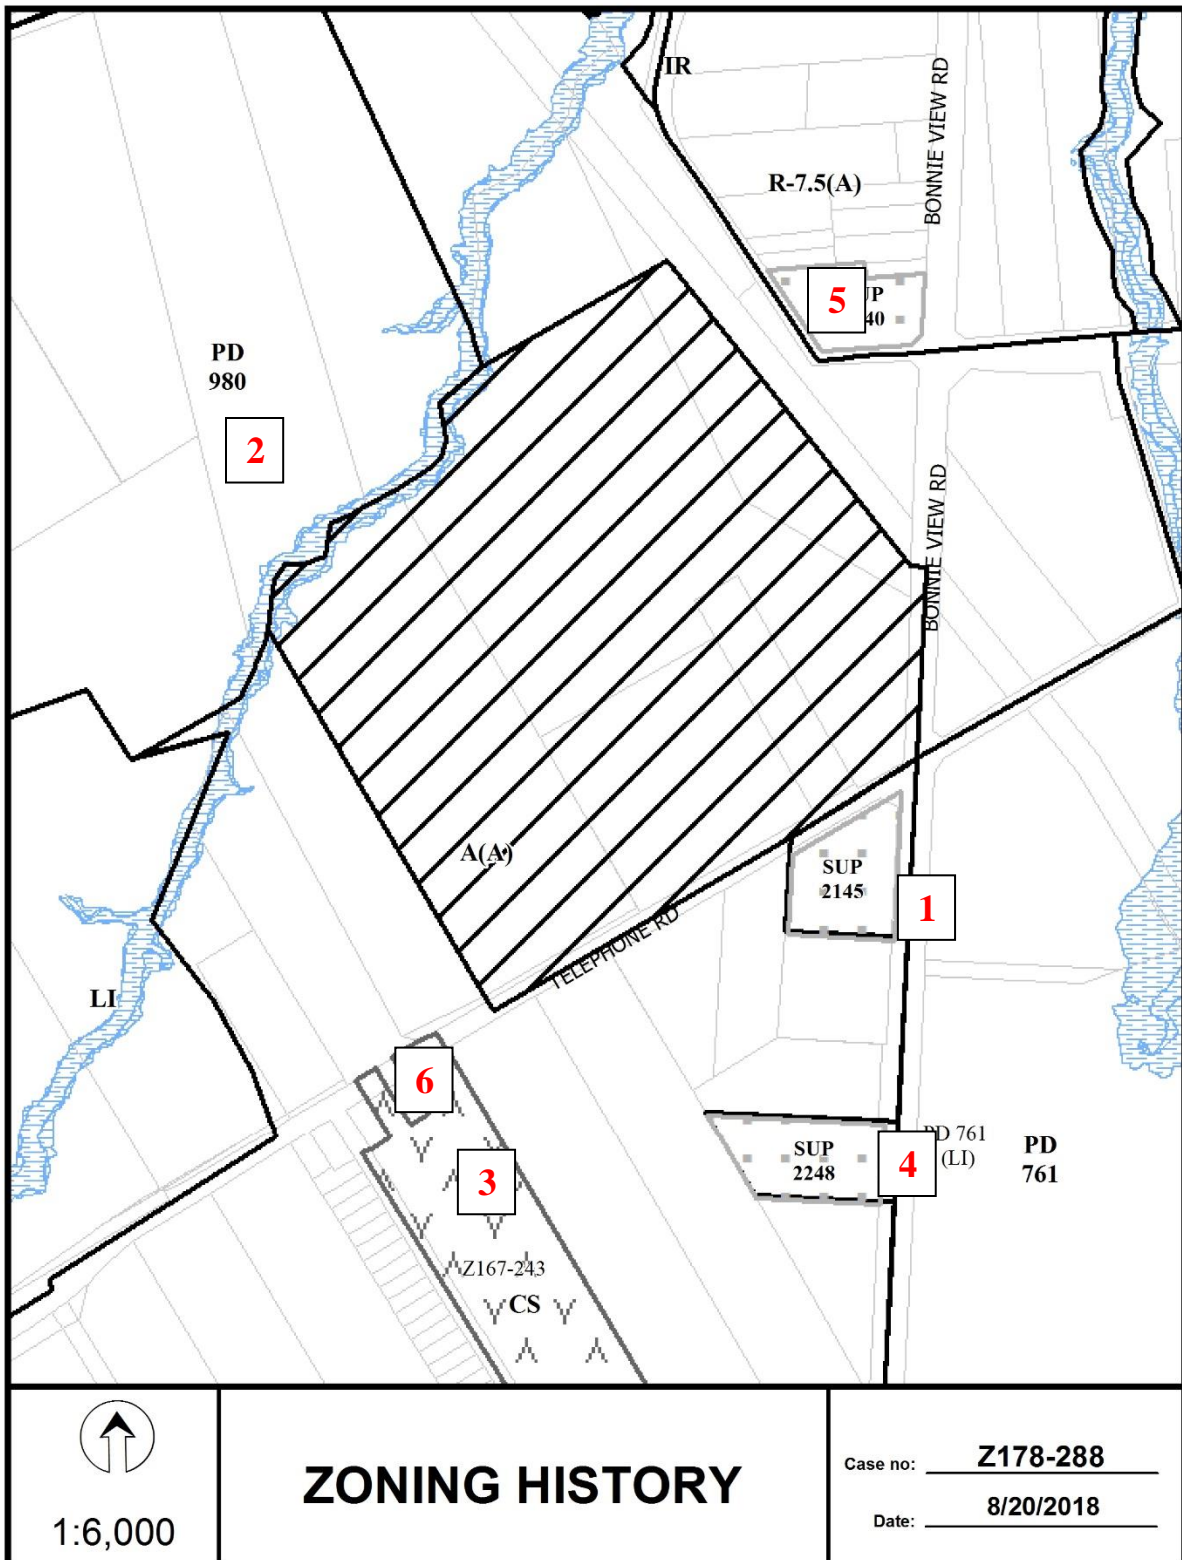 IR
BONNIE VIEW RD
R-7.5(A)
5
UP
40
PD
980
2
BONNIE VIEW RD
A(A)
SUP
2145
1
TELEPHONE RD
LI
6
PD 761
(LI)
PD
761
SUP
2248
4
3
Z167-243
CS
1:6,000
ZONING HISTORY
Case no: Z178-288
Date: 8/20/2018